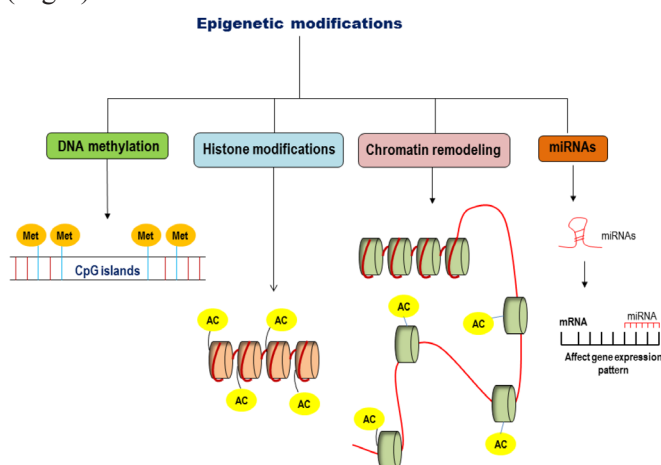 Epigenetic modifications
DNA methylation
Histone modifications
Chromatin remodeling
miRNAs
Met
Met
Met
Met
CpG islands
miRNAs
AC
AC
AC
AC
AC
AC
AC
AC
mRNA
miRNA
Affect gene expression
pattern